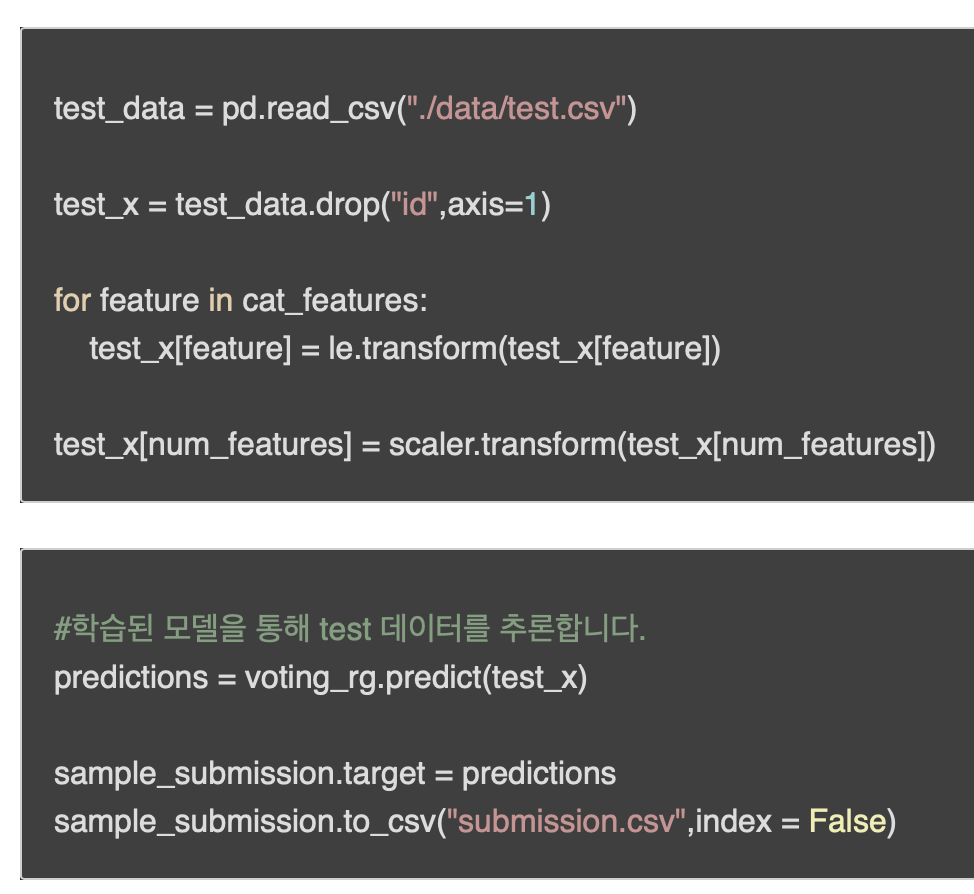 test_data = pd.read_csv("./data/test.csv")
test_x = test_data.drop("id",axis=1)
for feature in cat_features:
test_x[feature] = le.transform(test_x[feature])
test_x[num_features] = scaler.transform(test_x[num_features])
#학습된 모델을 통해 test 데이터를 추론합니다.
predictions = voting_rg.predict(test_x)
sample_submission.target = predictions
sample_submission.to_csv("submission.csv",index = False)